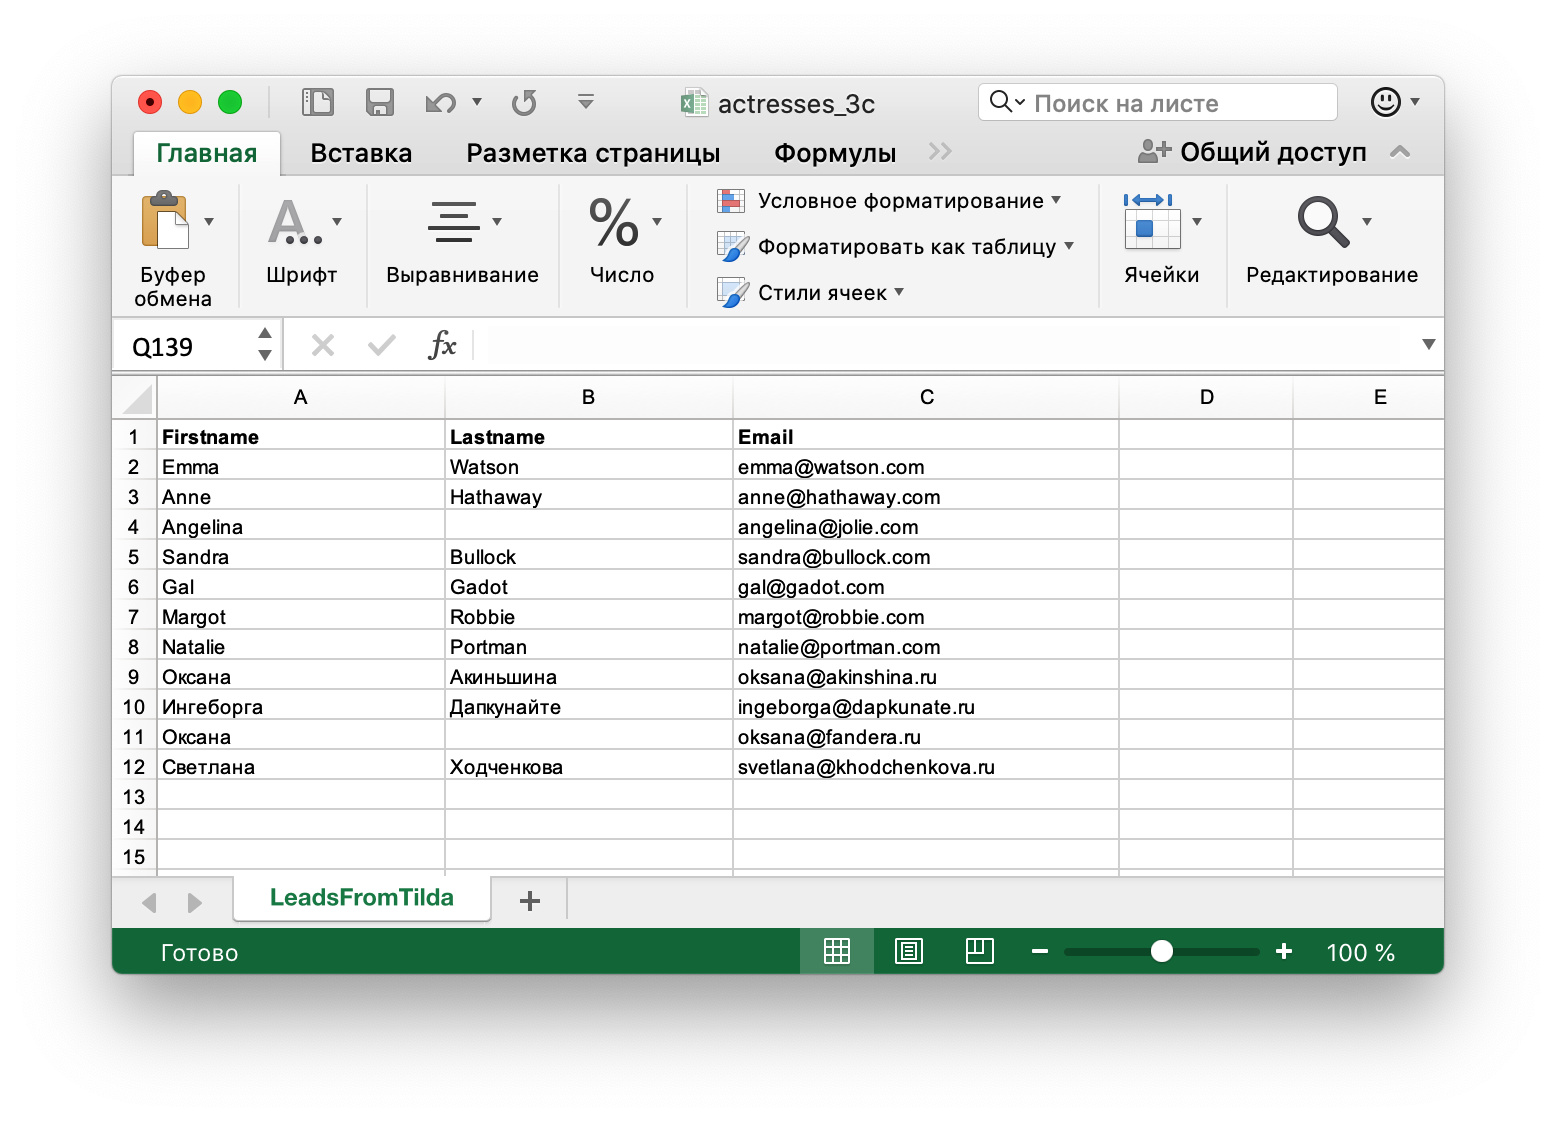 actresses_3c
Поиск на листе
Главная Вставка Разметка страницы Формулы Общий доступ
Буфер обмена
Шрифт
Выравнивание
%
Число
Условное форматирование
Форматировать как таблицу
Стили ячеек
Ячейки
Редактирование
Q139 fx
A B C D E
1 Firstname Lastname Email
2 Emma Watson emma@watson.com
3 Anne Hathaway anne@hathaway.com
4 Angelina angelina@jolie.com
5 Sandra Bullock sandra@bullock.com
6 Gal Gadot gal@gadot.com
7 Margot Robbie margot@robbie.com
8 Natalie Portman natalie@portman.com
9 Оксана Акиньшина oksana@akinshina.ru
10 Ингеборга Дапкунайте ingeborga@dapkunate.ru
11 Оксана oksana@fandera.ru
12 Светлана Ходченкова svetlana@khodchenkova.ru
13
14
15
LeadsFromTilda +
Готово 100 %